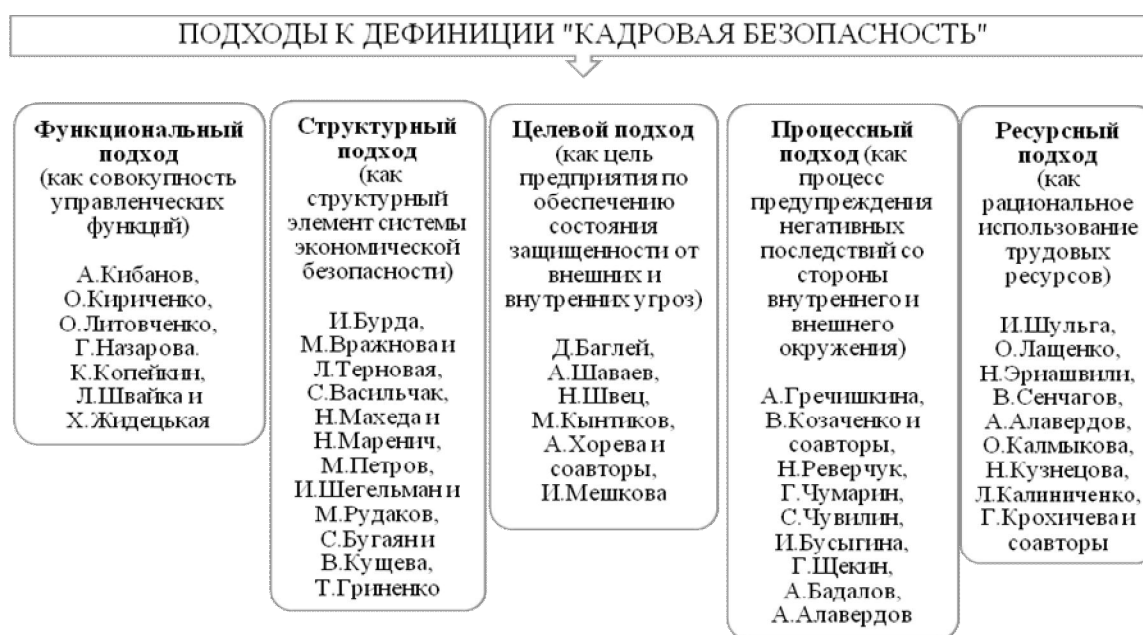 ПОДХОДЫ К ДЕФИНИЦИИ "КАДРОВАЯ БЕЗОПАСНОСТЬ"
Функциональный
подход
(как совокупность
управленческих
функций)
А.Кибанов,
О.Кириченко,
О.Литовченко,
Г.Назарова.
К.Копейкин,
Л.Швайка и
Х.Жидецькая
Структурный
подход
(как
структурный
элемент системы
экономической
безопасности)
И.Бурда,
М.Вражнова и
Л.Терновая,
С.Васильчак,
Н.Махеда и
Н.Маренич,
М.Петров,
И.Шегельман и
М.Рудаков,
С.Бугаян и
В.Кущева,
Т.Гриненко
Целевой подход
(как цель
предприятия по
обеспечению
состояния
защищенности от
внешних и
внутренних угроз)
Д.Баглей,
А.Шаваев,
Н.Швец,
М.Кынтиков,
А.Хорева и
соавторы,
И.Мешкова
Процессный
подход (как
процесс
предупреждения
негативных
последствий со
стороны
внутреннего и
внешнего
окружения)
А.Гречишкина,
В.Козаченко и
соавторы,
Н.Реверчук,
Г.Чумарин,
С.Чувилин,
И.Бусыгина,
Г.Щекин,
А.Бадалов,
А.Алавердов
Ресурсный
подход
(как
рациональное
использование
трудовых
ресурсов)
И.Шульга,
О.Лащенко,
Н.Эриашвили,
В.Сенчагов,
А.Алавердов,
О.Калмыкова,
Н.Кузнецова,
Л.Калиниченко,
Г.Крохичева и
соавторы